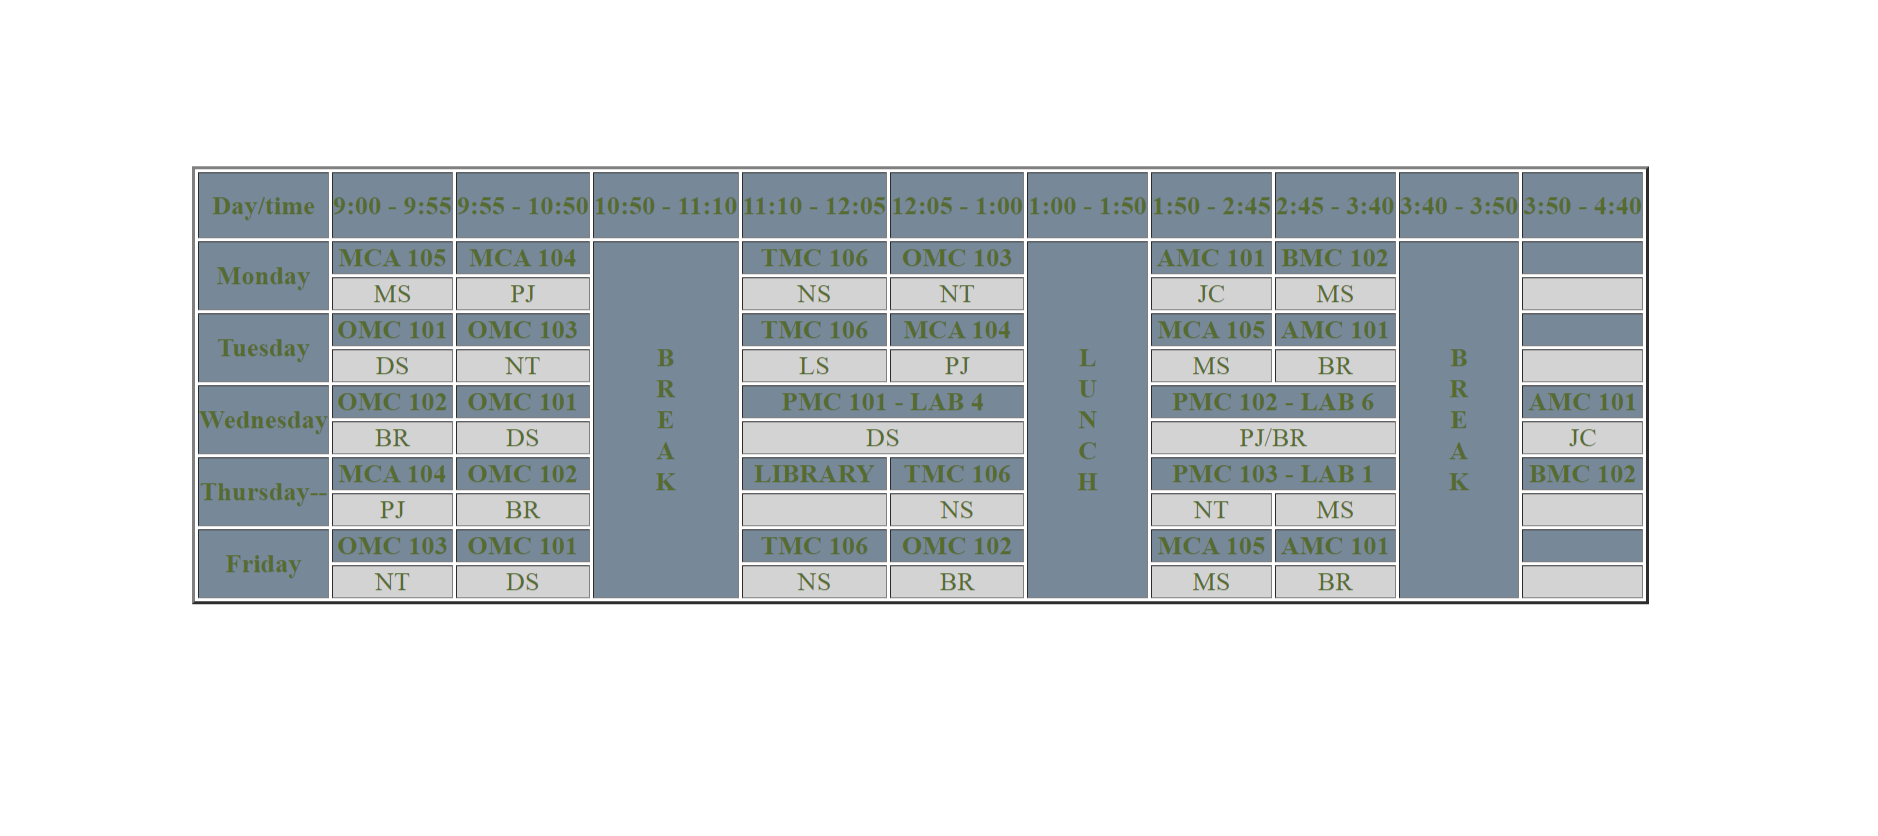 Day/time 9:00 - 9:55 9:55 - 10:50 10:50 - 11:10 11:10 - 12:05 12:05 - 1:00 1:00 - 1:50 1:50 - 2:45 2:45 - 3:40 3:40 - 3:50 3:50 - 4:40
Monday
MCA 105 MCA 104 TMC 106 OMC 103 AMC 101 BMC 102
MS PJ NS NT JC MS
Tuesday
OMC 101 OMC 103 TMC 106 MCA 104 MCA 105 AMC 101
DS NT LS PJ MS BR
Wednesday
OMC 102 OMC 101 PMC 101 - LAB 4 PMC 102 - LAB 6 AMC 101
BR DS DS PJ/BR JC
Thursday--
MCA 104 OMC 102 LIBRARY TMC 106 PMC 103 - LAB 1 BMC 102
PJ BR NS NT MS
Friday
OMC 103 OMC 101 TMC 106 OMC 102 MCA 105 AMC 101
NT DS NS BR MS BR
B
R
E
A
K
L
U
N
C
H
B
R
E
A
K